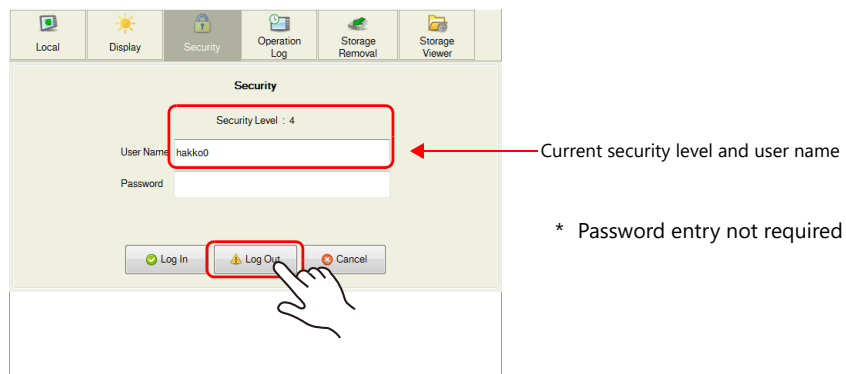 Local
Display
Security
Operation
Log
Storage
Removal
Storage
Viewer
Security
Security Level : 4
User Name
hakko0
Current security level and user name
Password
* Password entry not required
Log In
Log Out
Cancel